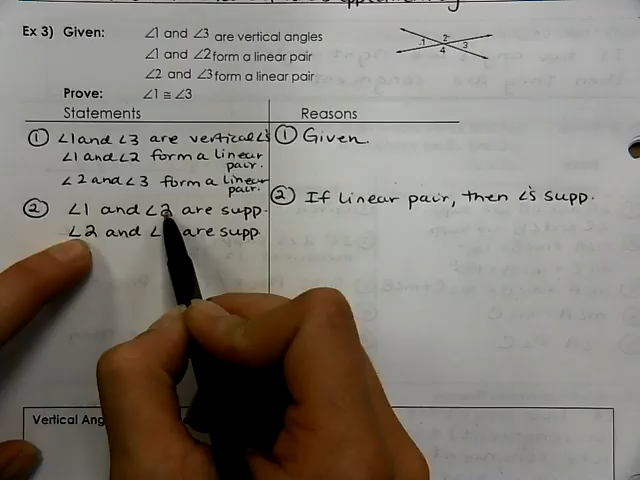 Ex 3) Given: ∠1 and ∠3 are vertical angles
∠1 and ∠2 form a linear pair
∠2 and ∠3 form a linear pair
Prove: ∠1 ≅ ∠3
1 2 3 4
Statements Reasons
① ∠1 and ∠3 are vertical ∠'s ① Given.
∠1 and ∠2 form a linear
pair.
∠2 and ∠3 form a linear
pair.
② ∠1 and ∠2 are supp. ② If linear pair, then ∠'s supp.
∠2 and ∠ are supp
Vertical Ang